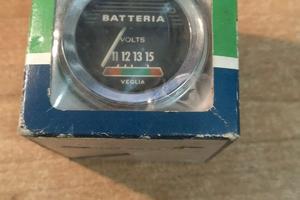 BATTERIA
VOLTS
11 12 13 15
VEGLIA